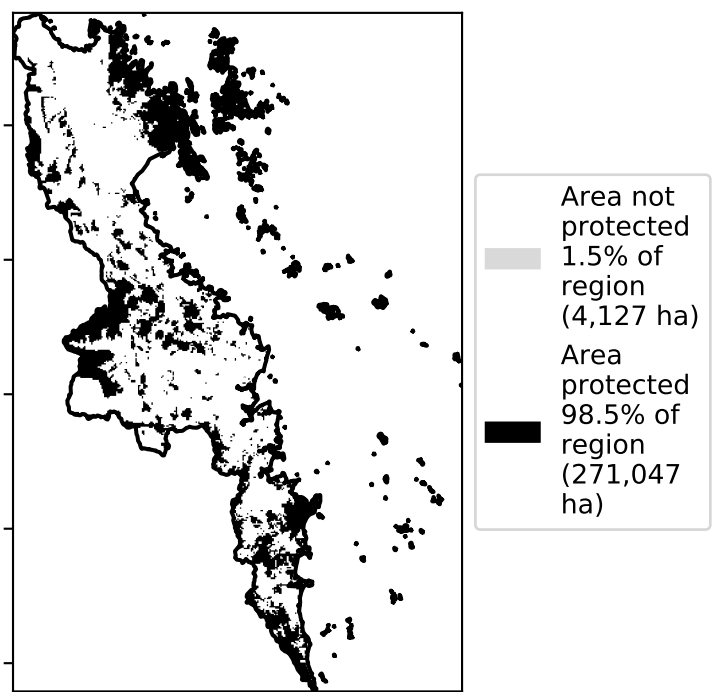 Area not
protected
1.5% of
region
(4,127 ha)
Area
protected
98.5% of
region
(271,047
ha)